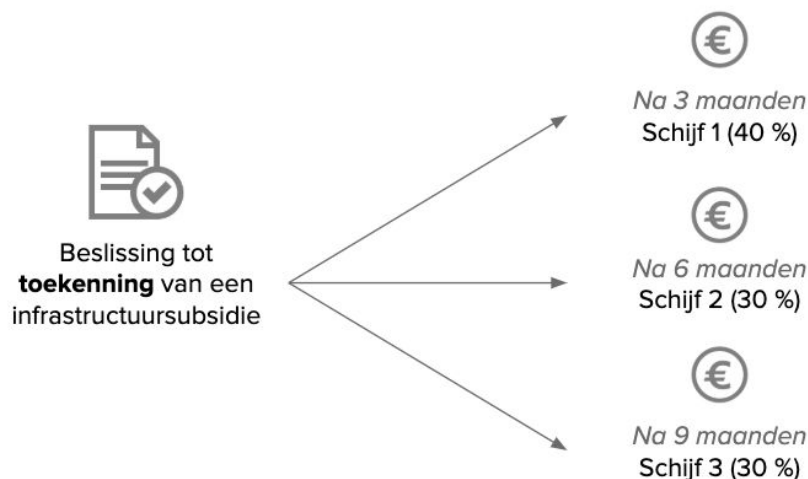 €
Na 3 maanden
Schijf 1 (40 %)
Beslissing tot
toekenning van een
infrastructuursubsidie
€
Na 6 maanden
Schijf 2 (30 %)
€
Na 9 maanden
Schijf 3 (30 %)